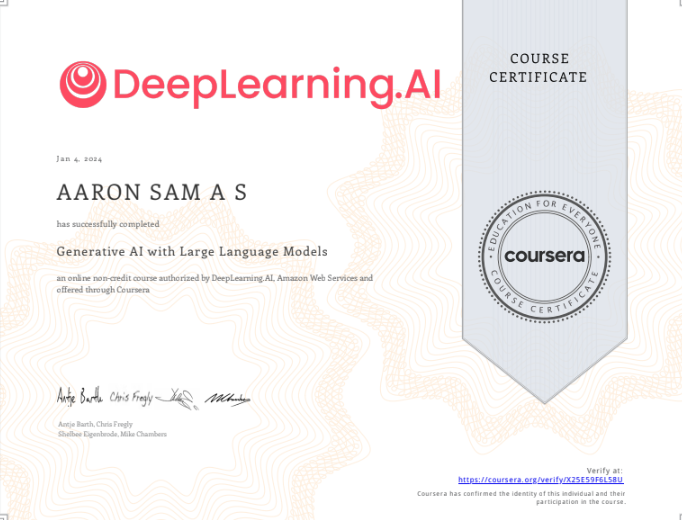 DeepLearning.AI
COURSE
CERTIFICATE
Jan 4, 2024
AARON SAM A S
has successfully completed
Generative AI with Large Language Models
an online non-credit course authorized by DeepLearning.AI, Amazon Web Services and
offered through Coursera
EDUCATION FOR EVERYONE
coursera
COURSE CERTIFICATE
Antje Barth Chris Fregly
Antje Barth, Chris Fregly
Shelbee Eigenbrode, Mike Chambers
Verify at:
https://coursera.org/verify/X25E59F6L58U
Coursera has confirmed the identity of this individual and their
participation in the course.